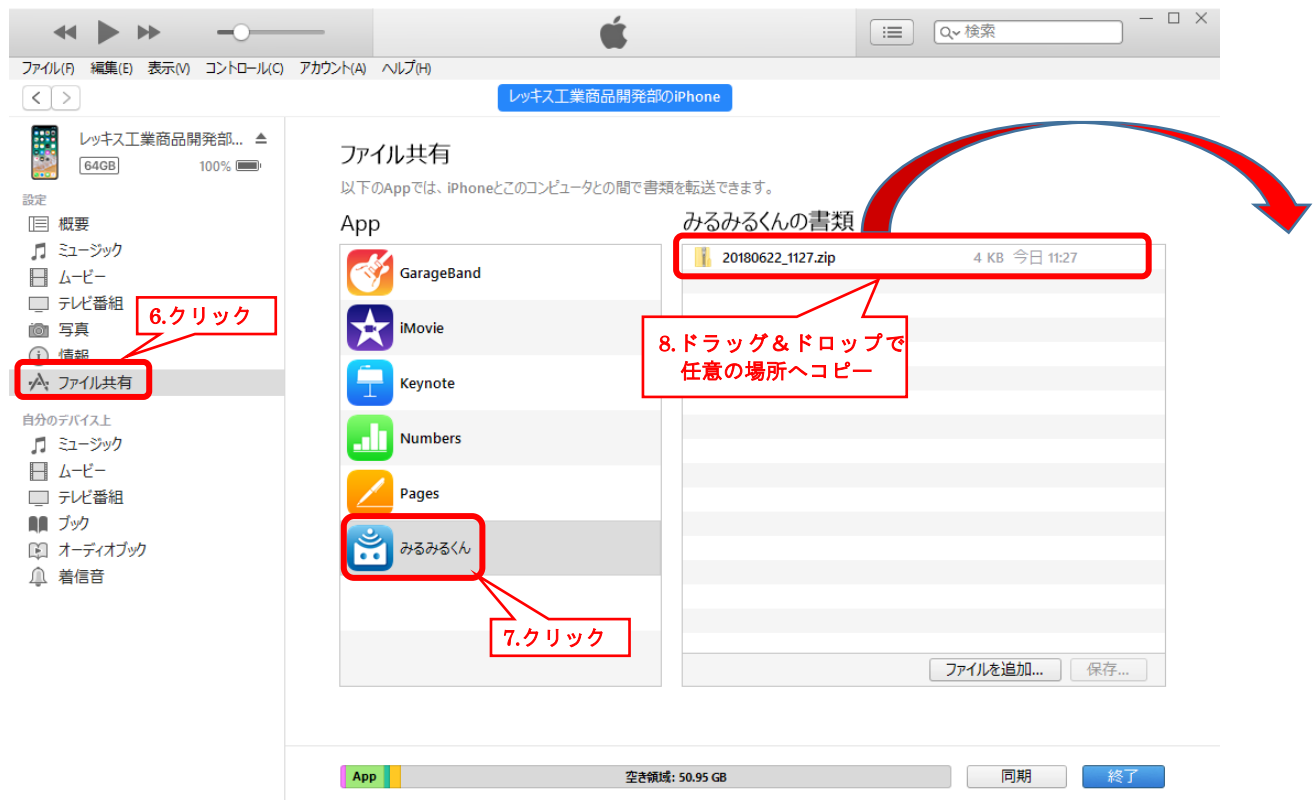 検索
ファイル(F) 編集(E) 表示(V) コントロール(C) アカウント(A) ヘルプ(H)
レッキス工業商品開発部のiPhone
レッキス工業商品開発部...
64GB 100%
設定
概要
ミュージック
ムービー
テレビ番組
写真
情報
ファイル共有
自分のデバイス上
ミュージック
ムービー
テレビ番組
ブック
オーディオブック
着信音
6.クリック
ファイル共有
以下のAppでは、iPhoneとこのコンピュータとの間で書類を転送できます。
App
GarageBand
iMovie
Keynote
Numbers
Pages
みるみるくん
7.クリック
みるみるくんの書類
20180622_1127.zip 4 KB 今日 11:27
8.ドラッグ＆ドロップで
任意の場所へコピー
ファイルを追加... 保存...
App 空き領域: 50.95 GB 同期 終了